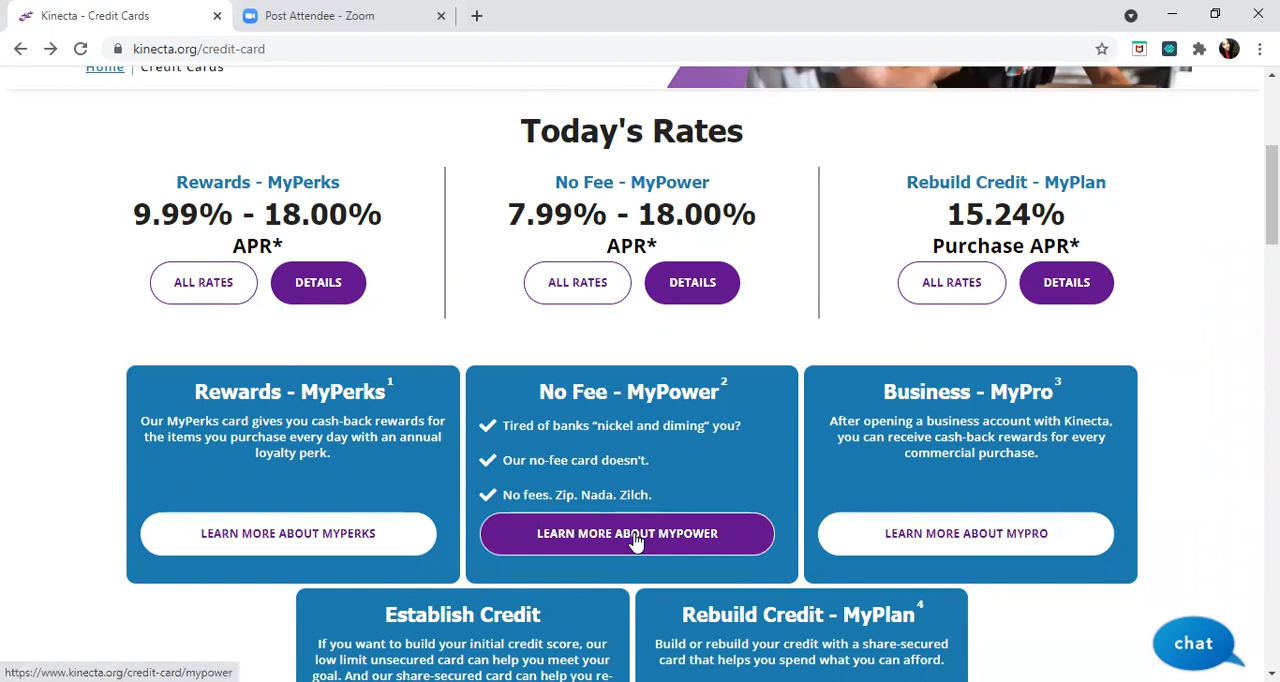 Kinecta - Credit Cards
Post Attendee - Zoom
kinecta.org/credit-card
Home | Credit Cards
Today's Rates
Rewards - MyPerks
9.99% - 18.00%
APR*
ALL RATES
DETAILS
No Fee - MyPower
7.99% - 18.00%
APR*
ALL RATES
DETAILS
Rebuild Credit - MyPlan
15.24%
Purchase APR*
ALL RATES
DETAILS
Rewards - MyPerks1
Our MyPerks card gives you cash-back rewards for
the items you purchase every day with an annual
loyalty perk.
LEARN MORE ABOUT MYPERKS
No Fee - MyPower2
Tired of banks “nickel and diming” you?
Our no-fee card doesn’t.
No fees. Zip. Nada. Zilch.
LEARN MORE ABOUT MYPOWER
Business - MyPro3
After opening a business account with Kinecta,
you can receive cash-back rewards for every
commercial purchase.
LEARN MORE ABOUT MYPRO
Establish Credit
If you want to build your initial credit score, our
low limit unsecured card can help you meet your
goal. And our share-secured card can help you re-
Rebuild Credit - MyPlan4
Build or rebuild your credit with a share-secured
card that helps you spend what you can afford.
chat
https://www.kinecta.org/credit-card/mypower